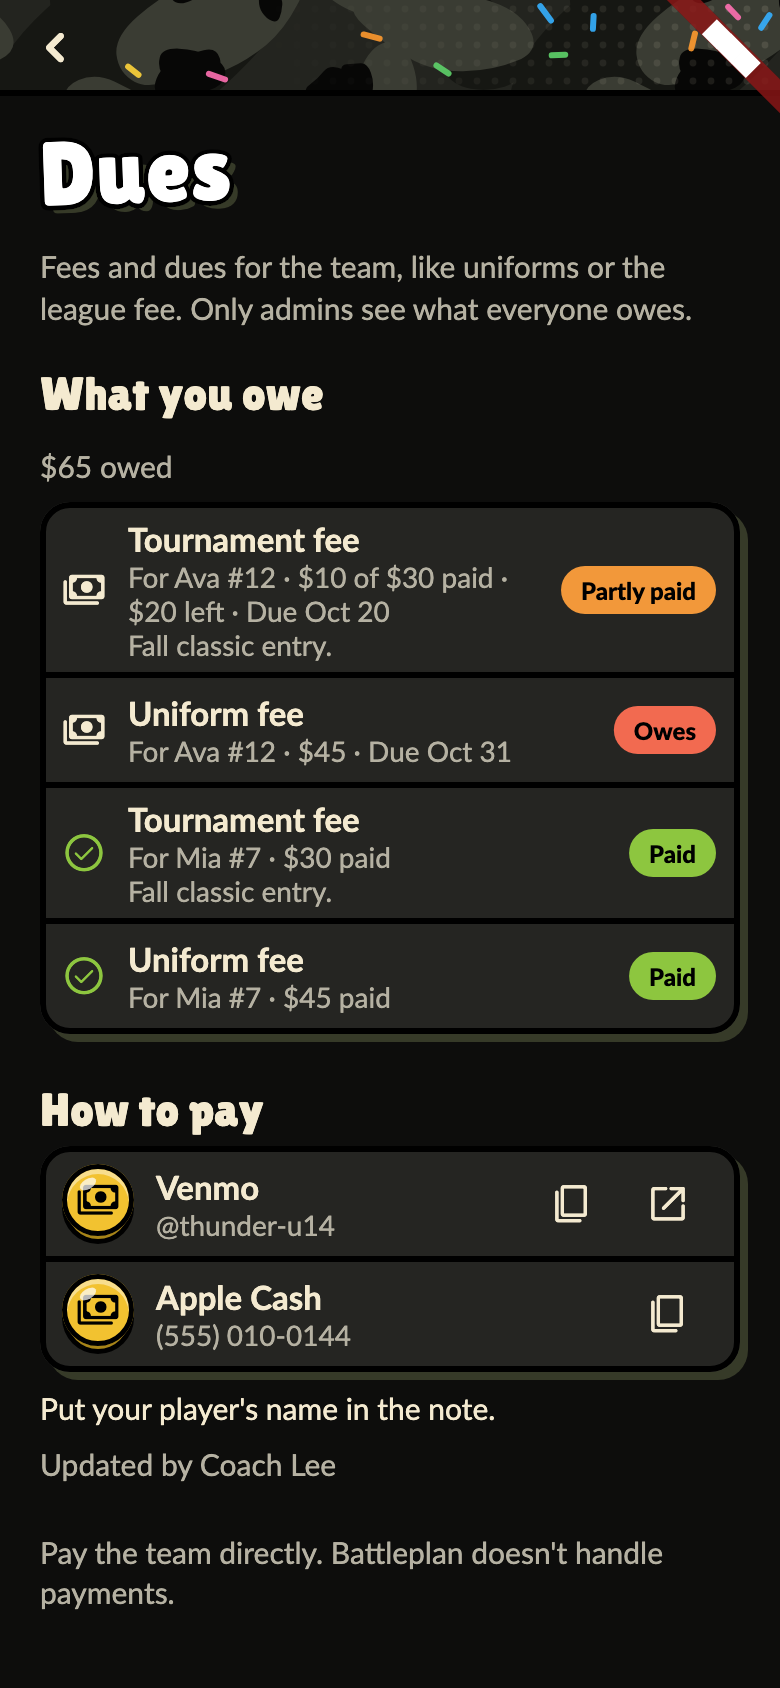 Dues
Fees and dues for the team, like uniforms or the
league fee. Only admins see what everyone owes.
What you owe
$65 owed
Tournament fee
For Ava #12 · $10 of $30 paid ·
$20 left · Due Oct 20
Fall classic entry.
Partly paid
Uniform fee
For Ava #12 · $45 · Due Oct 31
Owes
Tournament fee
For Mia #7 · $30 paid
Fall classic entry.
Paid
Uniform fee
For Mia #7 · $45 paid
Paid
How to pay
Venmo
@thunder-u14
Apple Cash
(555) 010-0144
Put your player's name in the note.
Updated by Coach Lee
Pay the team directly. Battleplan doesn't handle
payments.